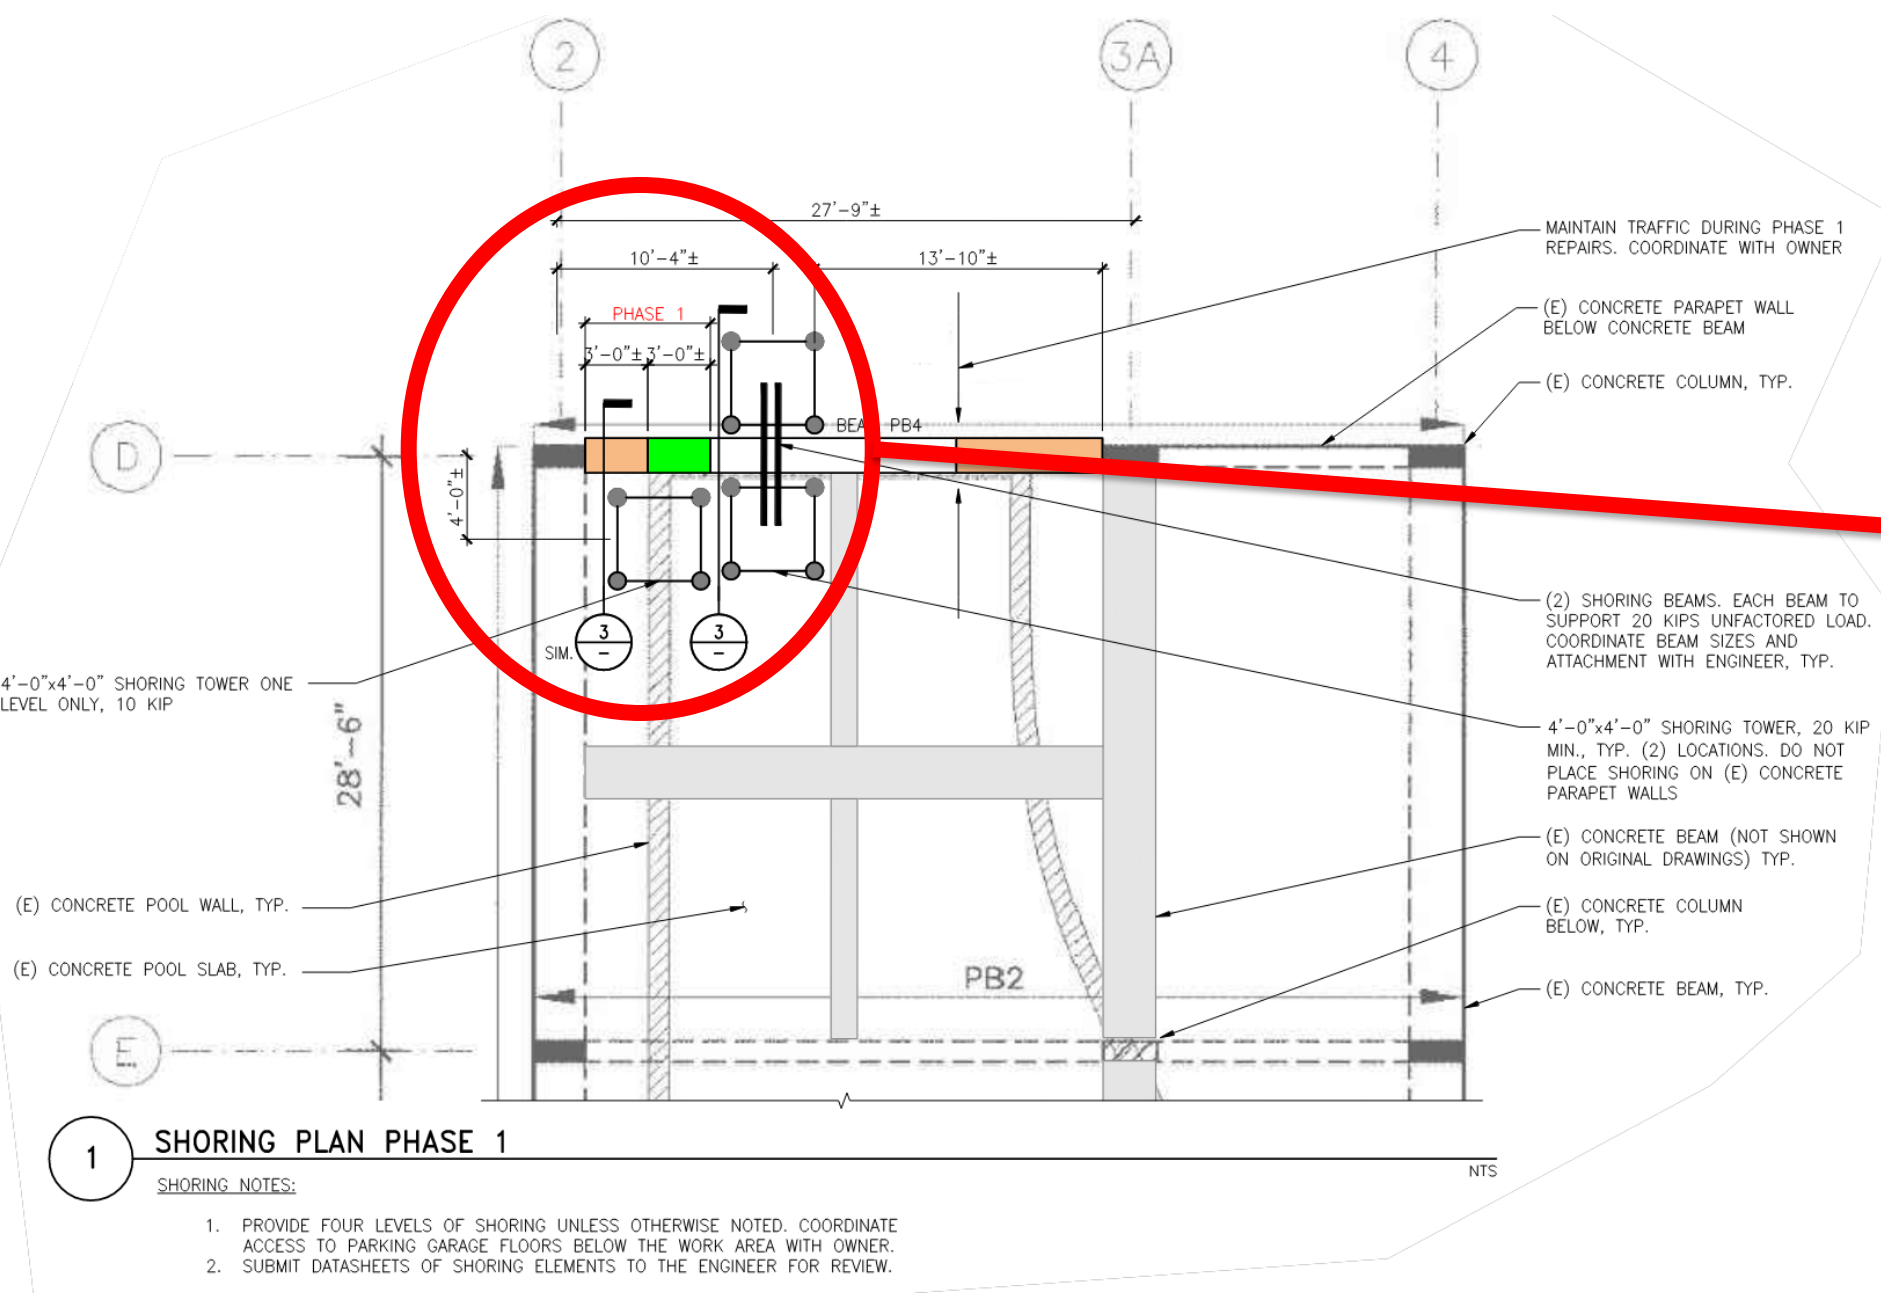 2
3A
4
27'-9"±
10'-4"±
13'-10"±
PHASE 1
3'-0"±
3'-0"±
MAINTAIN TRAFFIC DURING PHASE 1
REPAIRS. COORDINATE WITH OWNER
(E) CONCRETE PARAPET WALL
BELOW CONCRETE BEAM
(E) CONCRETE COLUMN, TYP.
PB4
D
4'-0"±
(2) SHORING BEAMS. EACH BEAM TO
SUPPORT 20 KIPS UNFACTORED LOAD.
COORDINATE BEAM SIZES AND
ATTACHMENT WITH ENGINEER, TYP.
3
-
SIM.
3
-
4'-0"x4'-0" SHORING TOWER ONE
LEVEL ONLY, 10 KIP
28'-6"
4'-0"x4'-0" SHORING TOWER, 20 KIP
MIN., TYP. (2) LOCATIONS. DO NOT
PLACE SHORING ON (E) CONCRETE
PARAPET WALLS
(E) CONCRETE BEAM (NOT SHOWN
ON ORIGINAL DRAWINGS) TYP.
(E) CONCRETE POOL WALL, TYP.
(E) CONCRETE COLUMN
BELOW, TYP.
(E) CONCRETE POOL SLAB, TYP.
PB2
(E) CONCRETE BEAM, TYP.
E
1
SHORING PLAN PHASE 1
NTS
SHORING NOTES:
1. PROVIDE FOUR LEVELS OF SHORING UNLESS OTHERWISE NOTED. COORDINATE
ACCESS TO PARKING GARAGE FLOORS BELOW THE WORK AREA WITH OWNER.
2. SUBMIT DATASHEETS OF SHORING ELEMENTS TO THE ENGINEER FOR REVIEW.